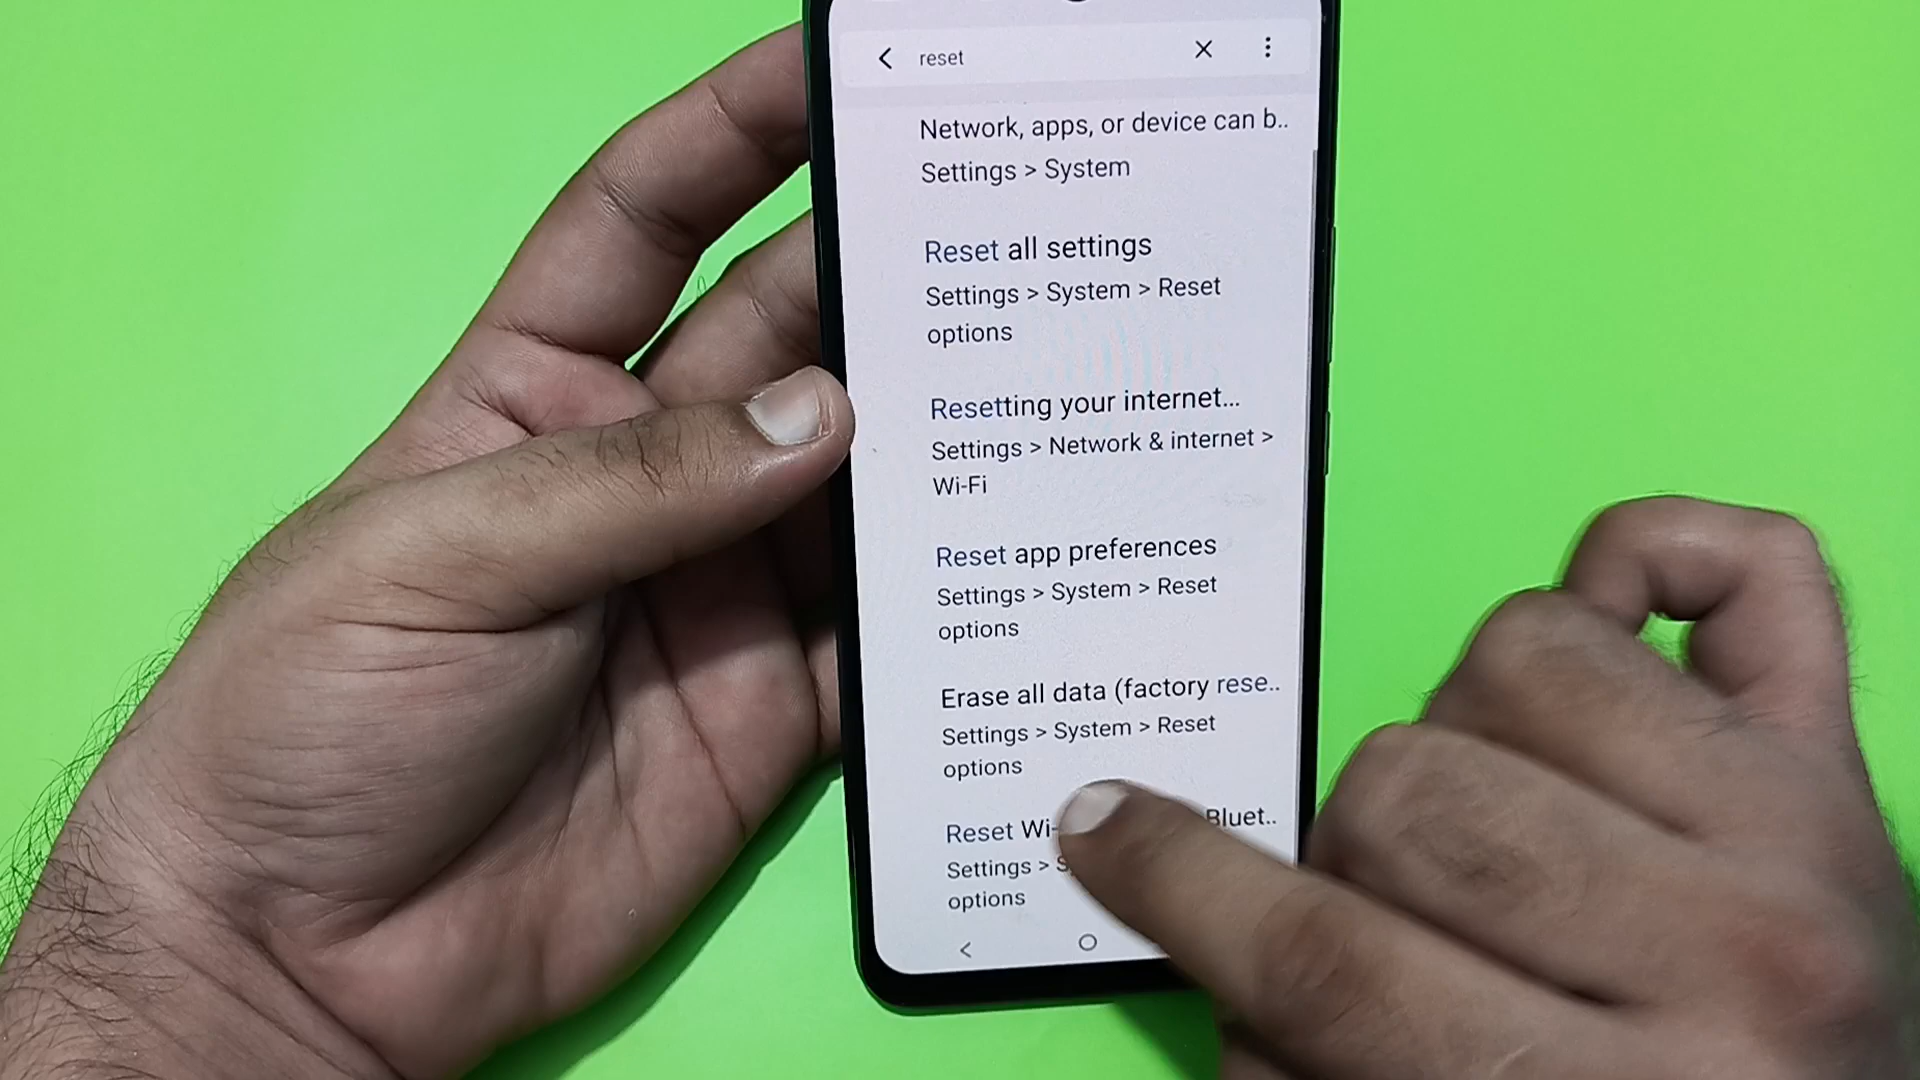 reset
Network, apps, or device can b..
Settings > System
Reset all settings
Settings > System > Reset
options
Resetting your internet...
Settings > Network & internet >
Wi-Fi
Reset app preferences
Settings > System > Reset
options
Erase all data (factory rese..
Settings > System > Reset
options
Reset Wi- Bluet..
Settings > S
options